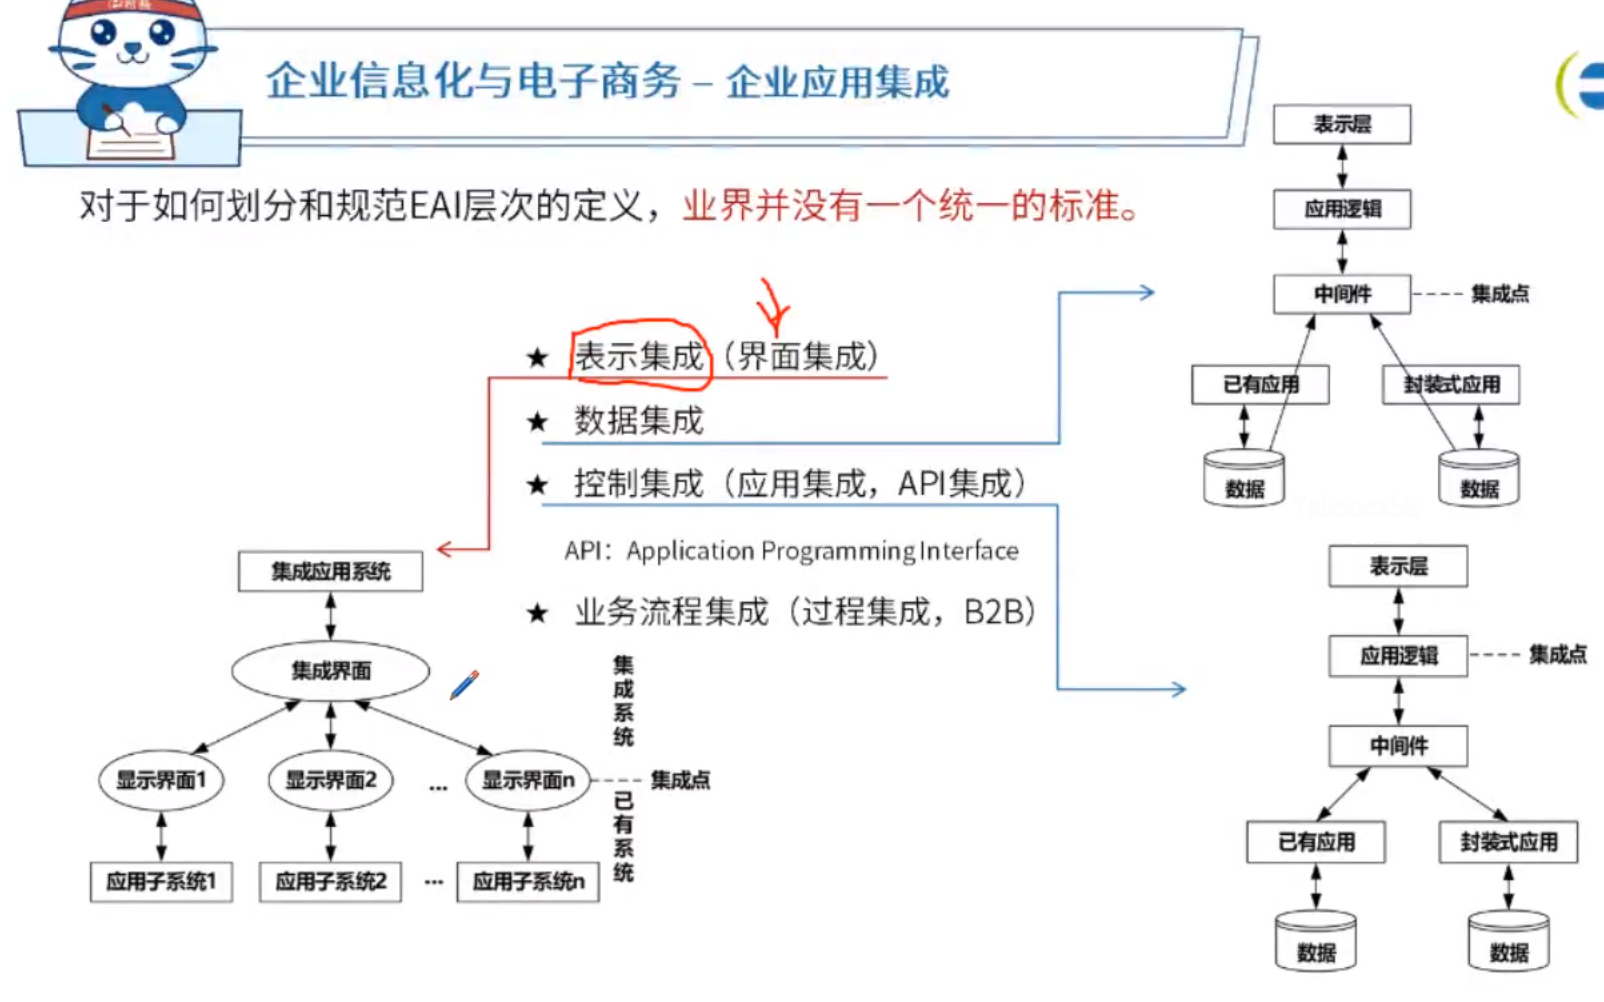 企业信息化与电子商务 – 企业应用集成
对于如何划分和规范EAI层次的定义，业界并没有一个统一的标准。
★ 表示集成（界面集成）
★ 数据集成
★ 控制集成（应用集成，API集成）
API：Application Programming Interface
★ 业务流程集成（过程集成，B2B）
集成应用系统
集成界面
显示界面1
显示界面2
...
显示界面n
集成点
应用子系统1
应用子系统2
...
应用子系统n
集成系统
已有系统
表示层
应用逻辑
中间件
集成点
已有应用
封装式应用
数据
数据
表示层
应用逻辑
集成点
中间件
已有应用
封装式应用
数据
数据